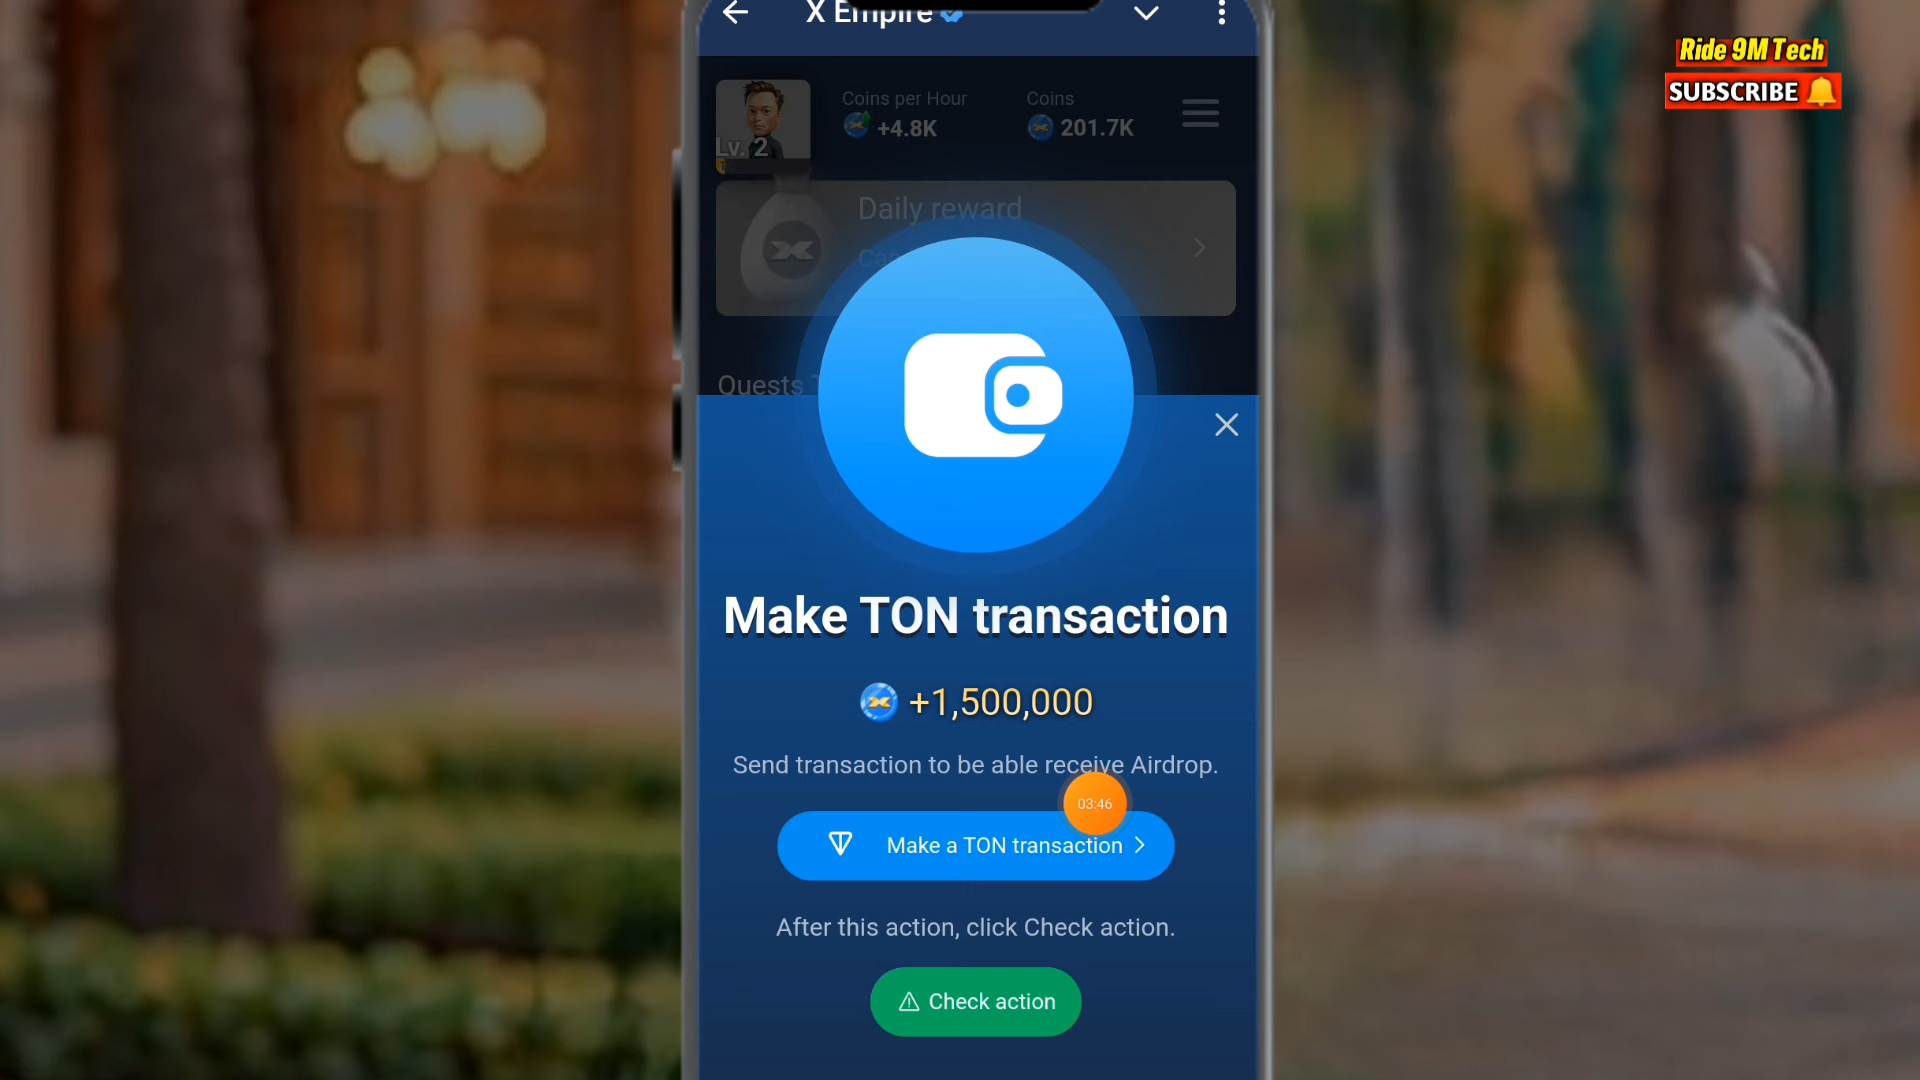 X Empire
Ride 9M Tech
SUBSCRIBE
Coins per Hour
+4.8K
Coins
201.7K
Lv. 2
Daily reward
Quests
Make TON transaction
+1,500,000
Send transaction to be able receive Airdrop.
03:46
Make a TON transaction
After this action, click Check action.
Check action